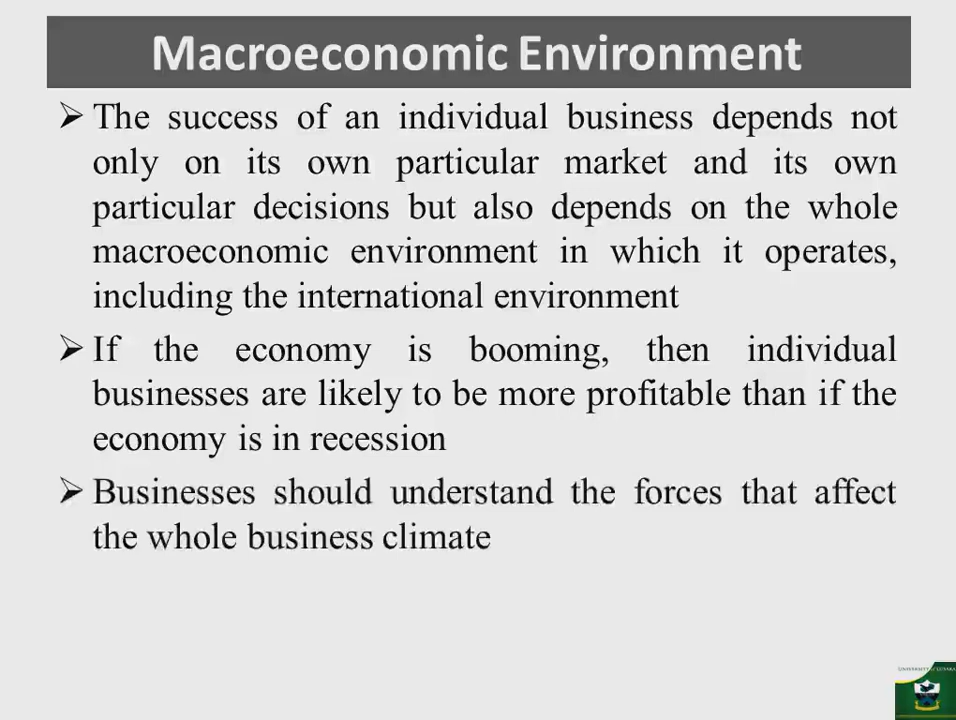 Macroeconomic Environment
➢ The success of an individual business depends not
only on its own particular market and its own
particular decisions but also depends on the whole
macroeconomic environment in which it operates,
including the international environment
➢ If the economy is booming, then individual
businesses are likely to be more profitable than if the
economy is in recession
➢ Businesses should understand the forces that affect
the whole business climate
UNIVERSITY of LUSAKA